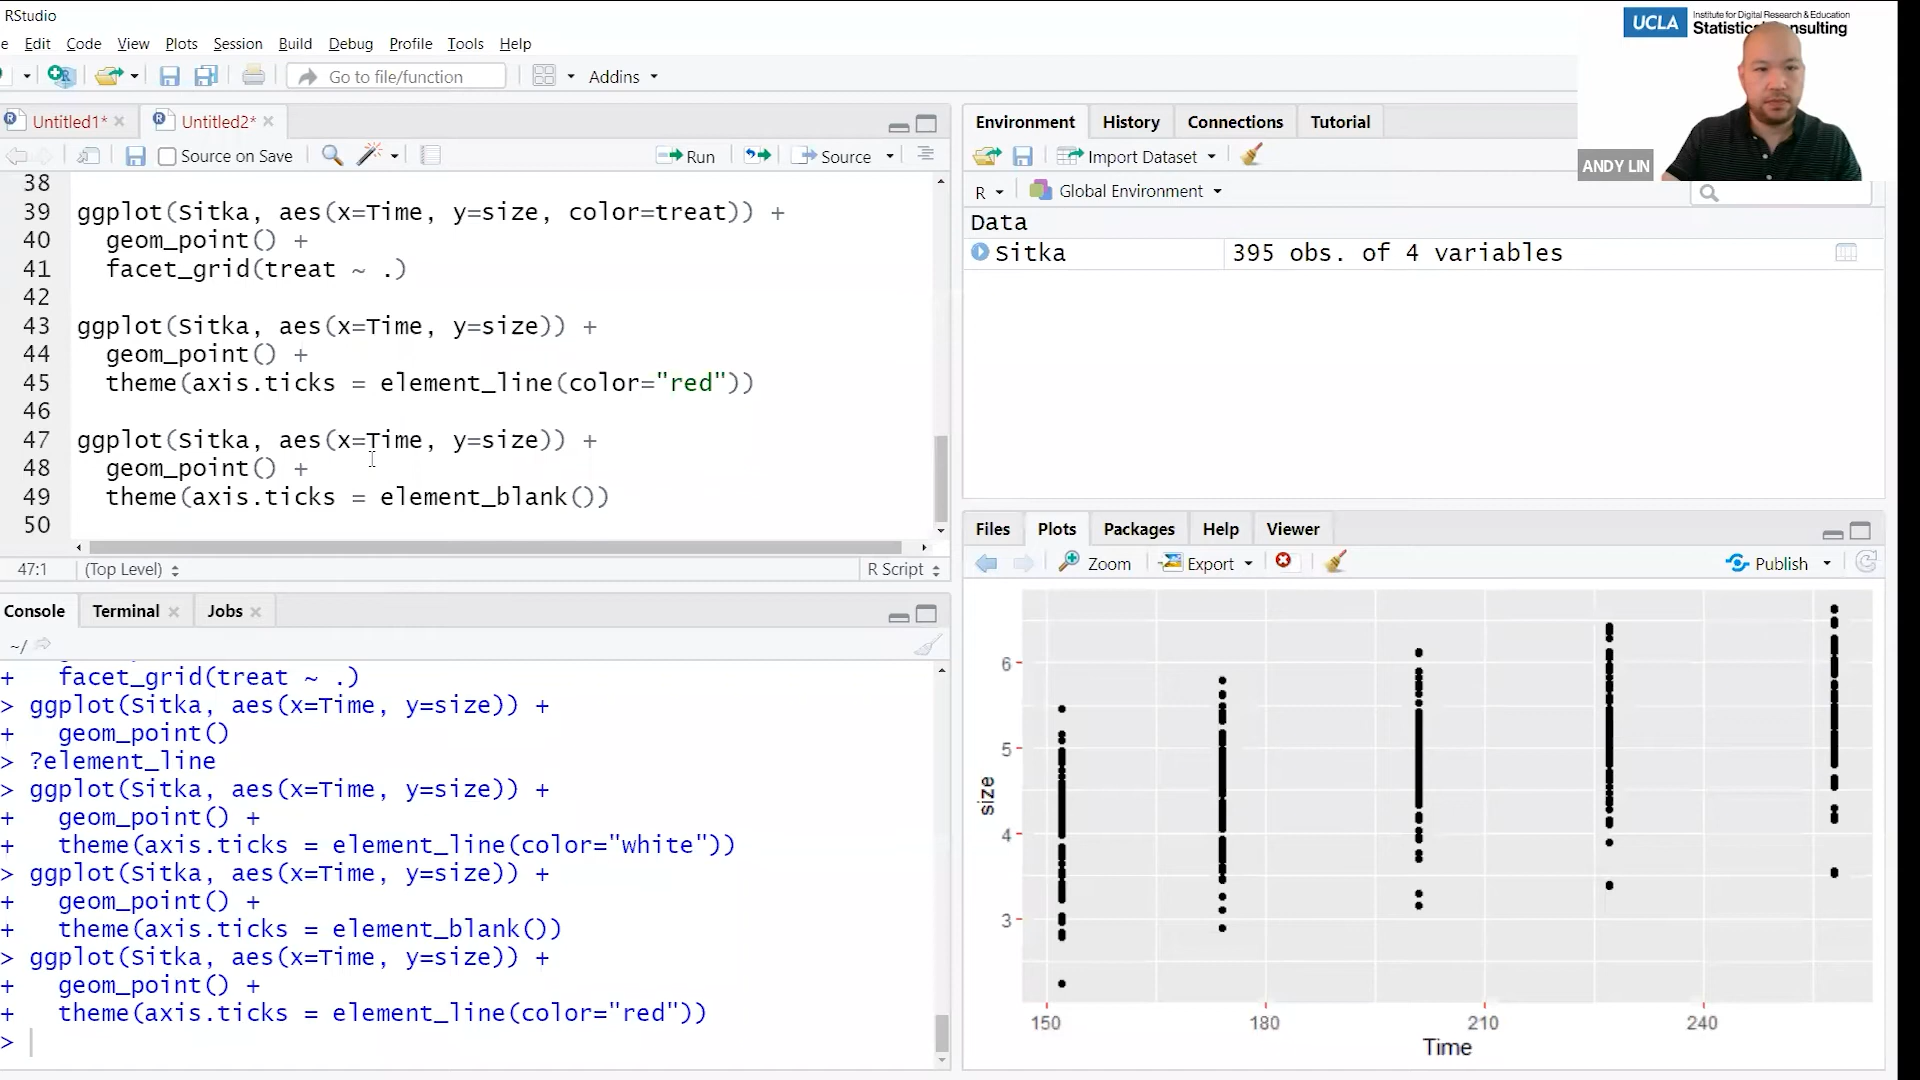 RStudio
UCLA Institute for Digital Research & Education
e Edit Code View Plots Session Build Debug Profile Tools Help
Go to file/function Addins
ANDY LIN
Untitled1* Untitled2*
Source on Save Run Source
38
39 ggplot(Sitka, aes(x=Time, y=size, color=treat)) +
40 geom_point() +
41 facet_grid(treat ~ .)
42
43 ggplot(Sitka, aes(x=Time, y=size)) +
44 geom_point() +
45 theme(axis.ticks = element_line(color="red"))
46
47 ggplot(Sitka, aes(x=Time, y=size)) +
48 geom_point() +
49 theme(axis.ticks = element_blank())
50
47:1 (Top Level) R Script
Console Terminal Jobs
~/
+ facet_grid(treat ~ .)
> ggplot(Sitka, aes(x=Time, y=size)) +
+ geom_point()
> ?element_line
> ggplot(Sitka, aes(x=Time, y=size)) +
+ geom_point() +
+ theme(axis.ticks = element_line(color="white"))
> ggplot(Sitka, aes(x=Time, y=size)) +
+ geom_point() +
+ theme(axis.ticks = element_blank())
> ggplot(Sitka, aes(x=Time, y=size)) +
+ geom_point() +
+ theme(axis.ticks = element_line(color="red"))
>
Environment History Connections Tutorial
Import Dataset
R Global Environment
Data
Sitka 395 obs. of 4 variables
Files Plots Packages Help Viewer
Zoom Export Publish
6
5
size
4
3
150 180 210 240
Time